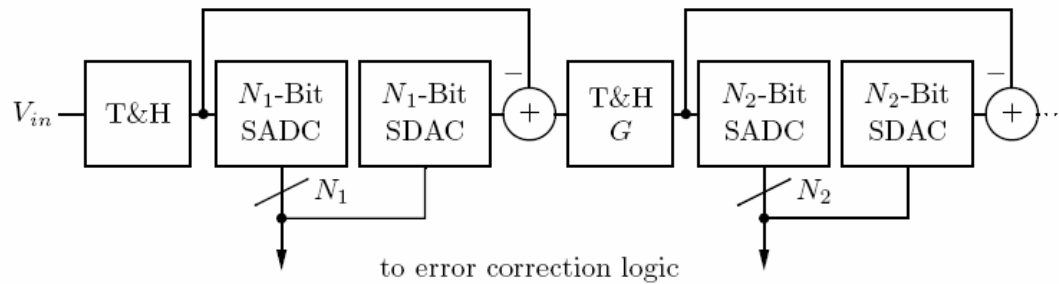 V_in
T&H
N_1-Bit
SADC
N_1-Bit
SDAC
−
+
T&H
G
N_2-Bit
SADC
N_2-Bit
SDAC
−
+
...
N_1
N_2
to error correction logic